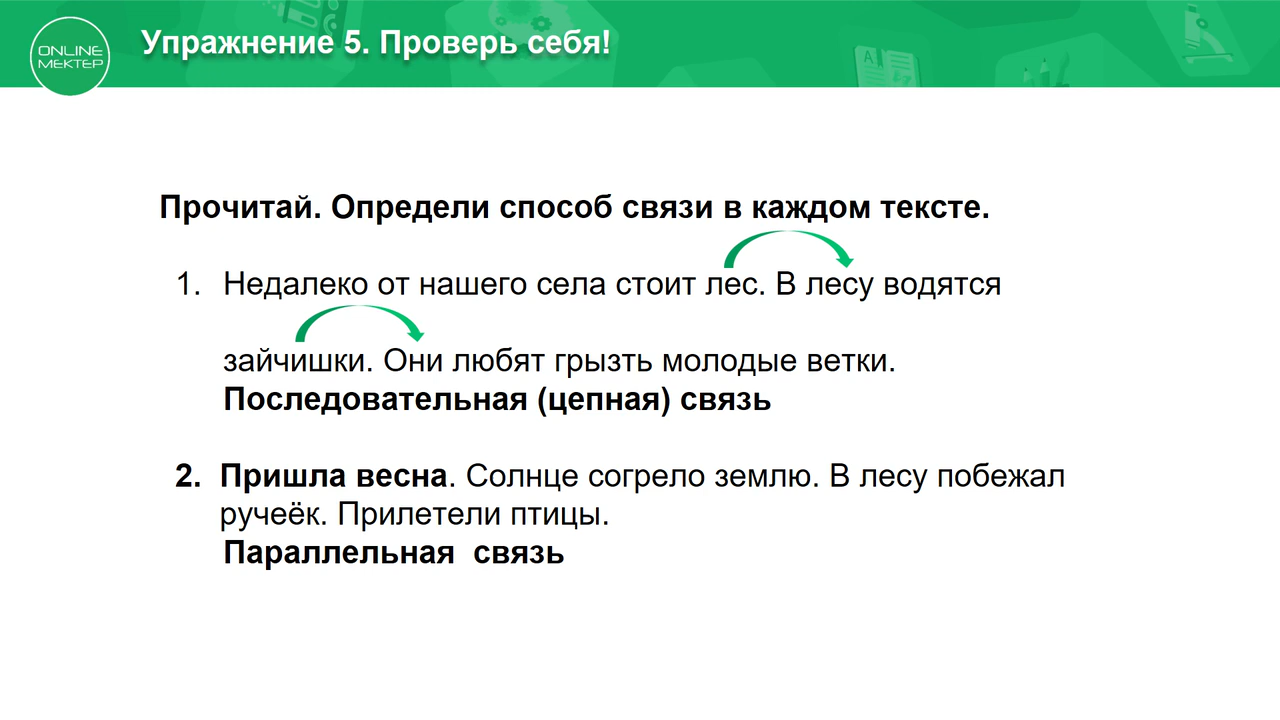 ONLINE
МЕКТЕР
Упражнение 5. Проверь себя!
Прочитай. Определи способ связи в каждом тексте.
1. Недалеко от нашего села стоит лес. В лесу водятся
зайчишки. Они любят грызть молодые ветки.
Последовательная (цепная) связь
2. Пришла весна. Солнце согрело землю. В лесу побежал
ручеёк. Прилетели птицы.
Параллельная связь